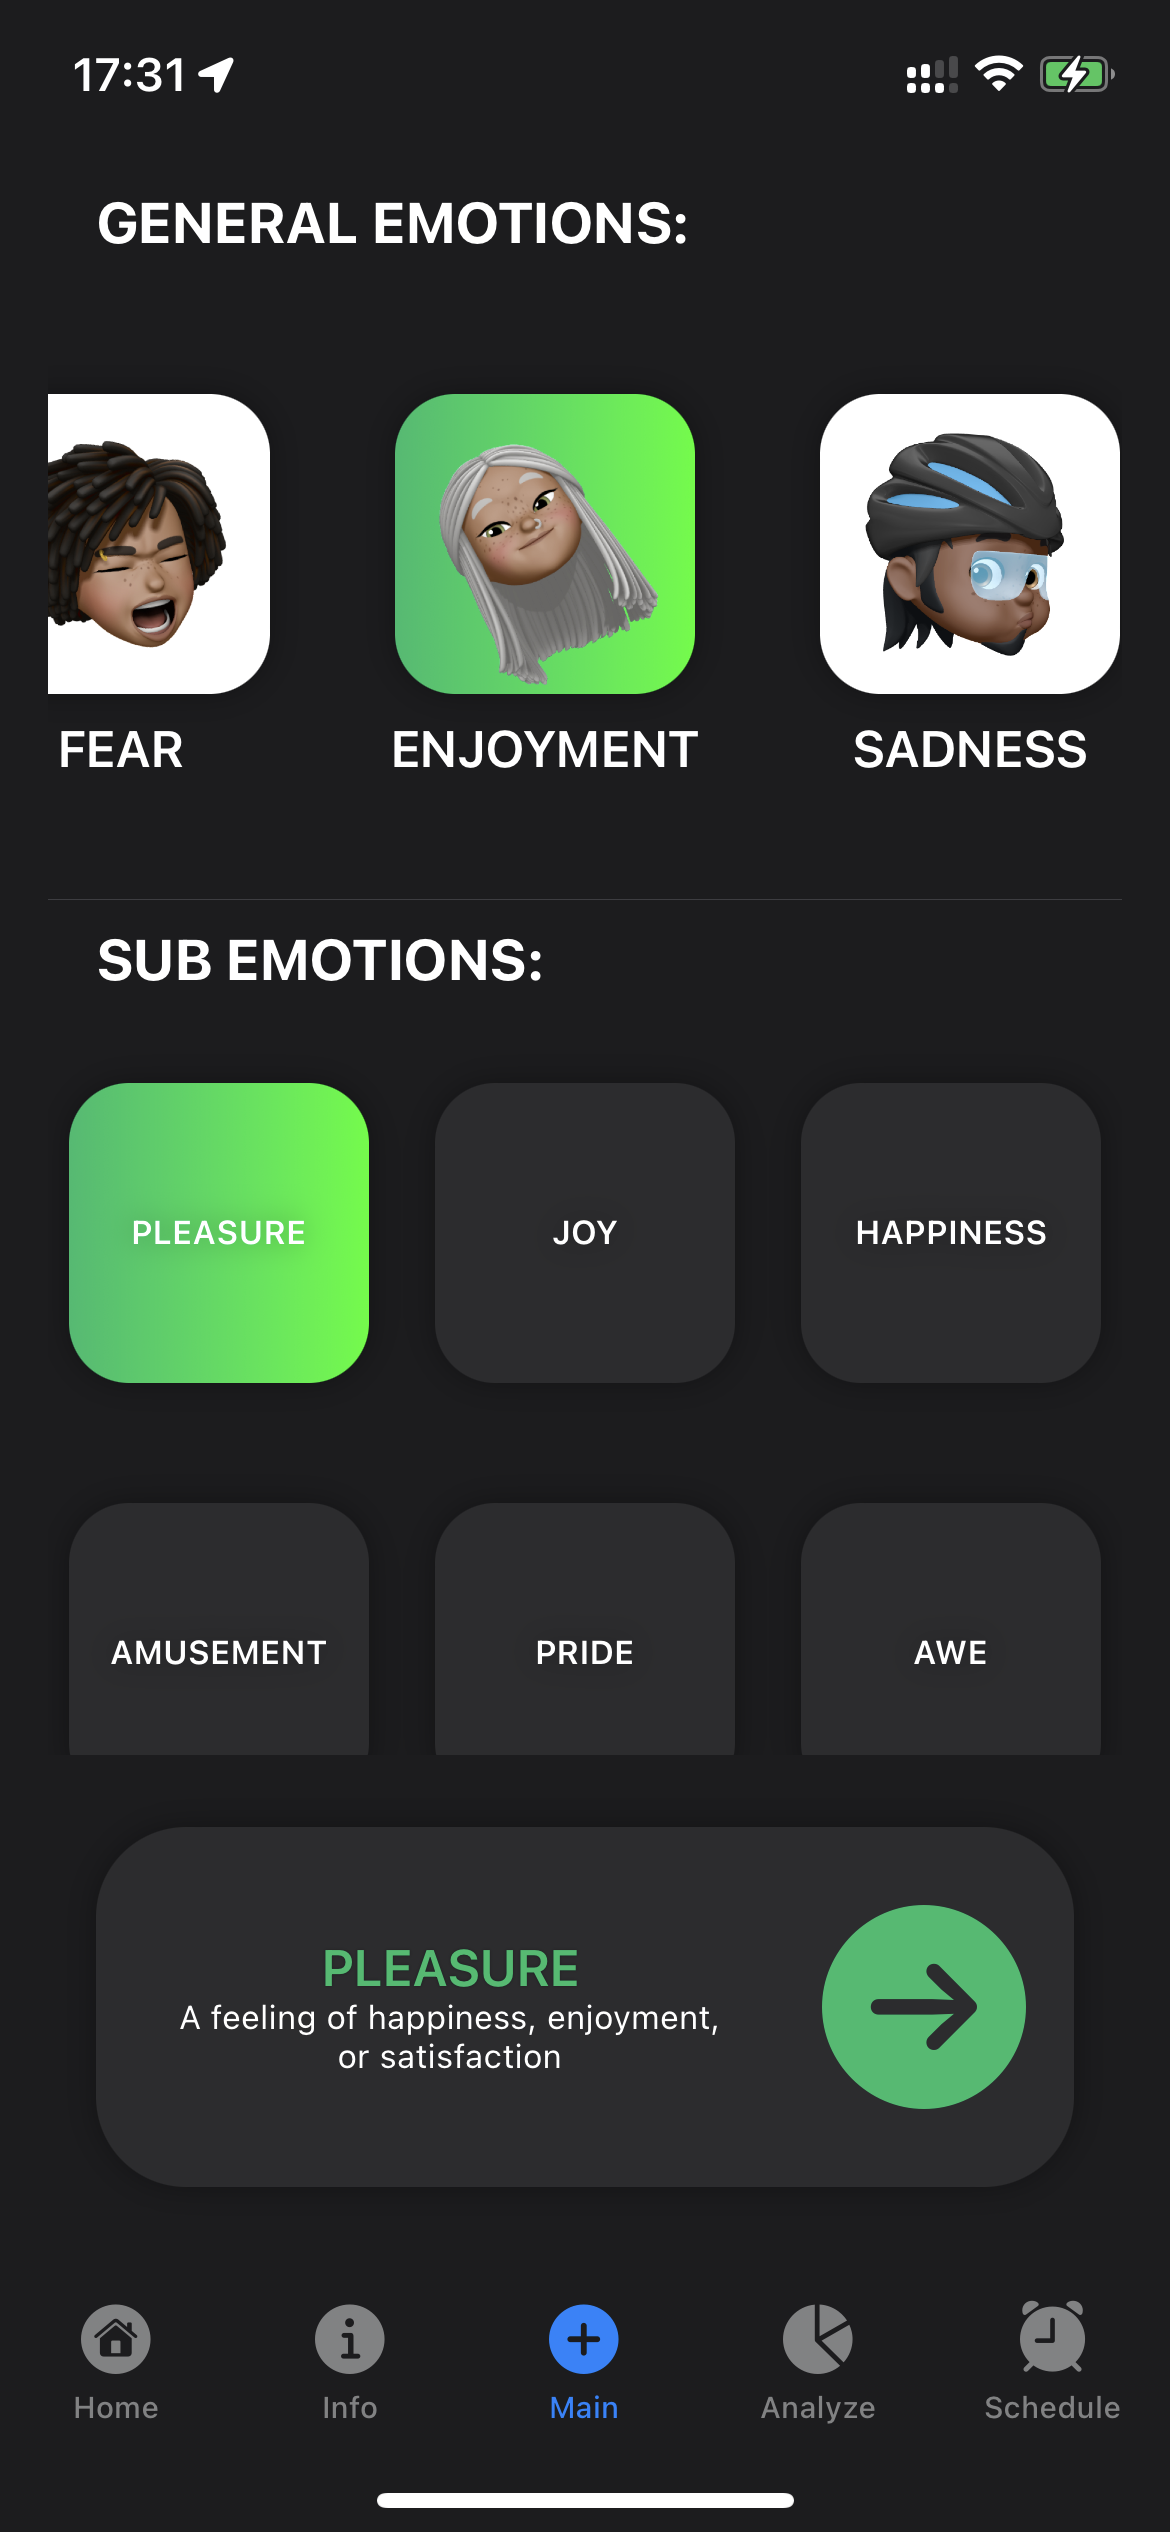 17:31
GENERAL EMOTIONS:
FEAR
ENJOYMENT
SADNESS
SUB EMOTIONS:
PLEASURE
JOY
HAPPINESS
AMUSEMENT
PRIDE
AWE
PLEASURE
A feeling of happiness, enjoyment,
or satisfaction
Home
Info
Main
Analyze
Schedule